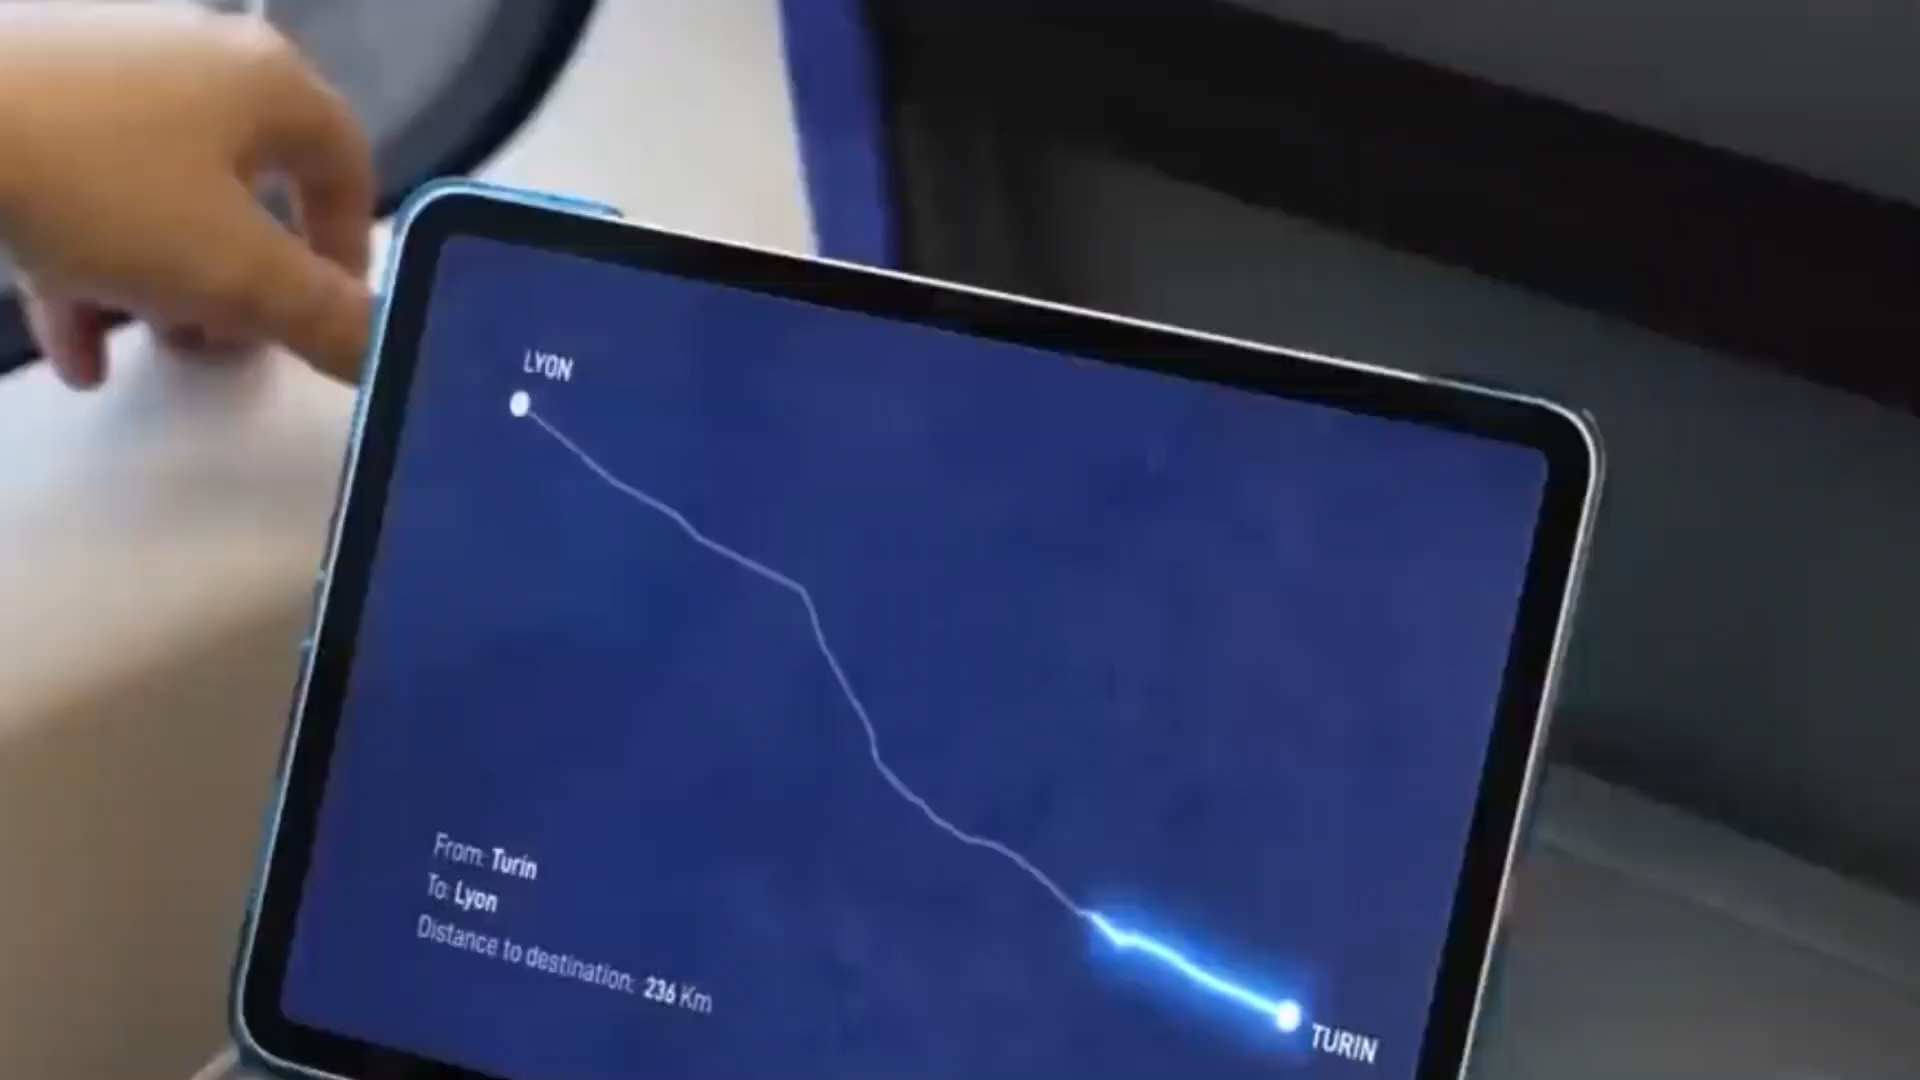 LYON
From: Turin
To: Lyon
Distance to destination: 236 Km
TURIN